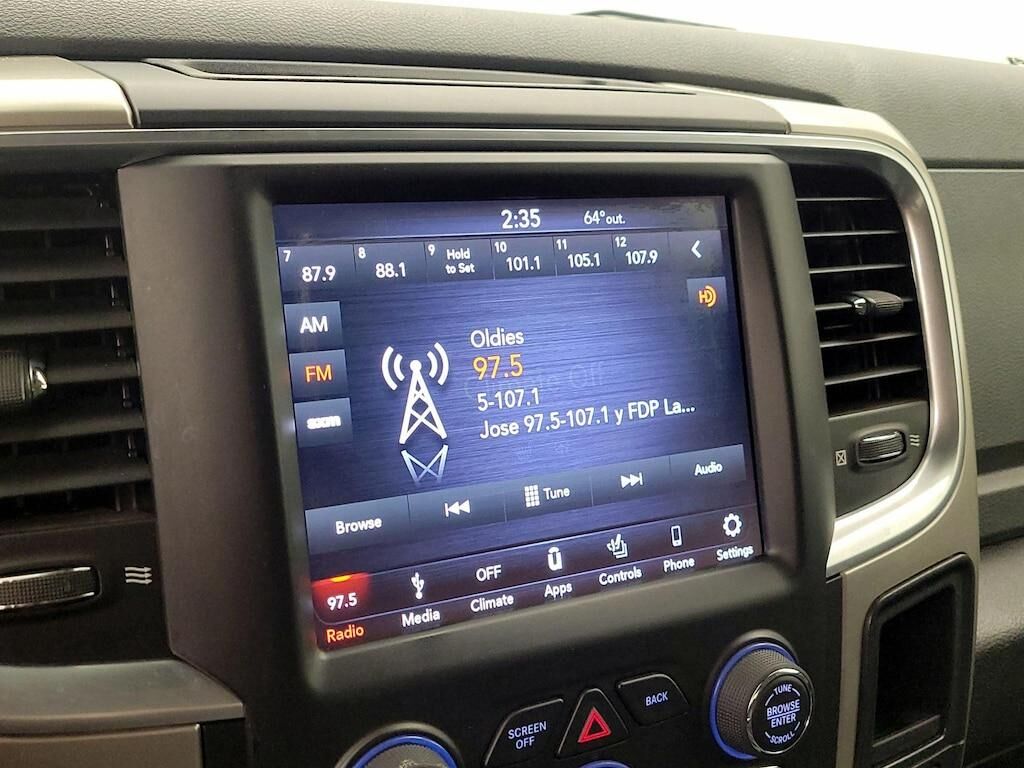 2:35 64° out.
7 8 9 Hold 10 11 12
87.9 88.1 to Set 101.1 105.1 107.9
HD
AM
FM
sxm
Oldies
97.5
5-107.1
Jose 97.5-107.1 y FDP La...
Browse Tune Audio
97.5 OFF
Radio Media Climate Apps Controls Phone Settings
SCREEN
OFF
BACK
TUNE
BROWSE
ENTER
SCROLL